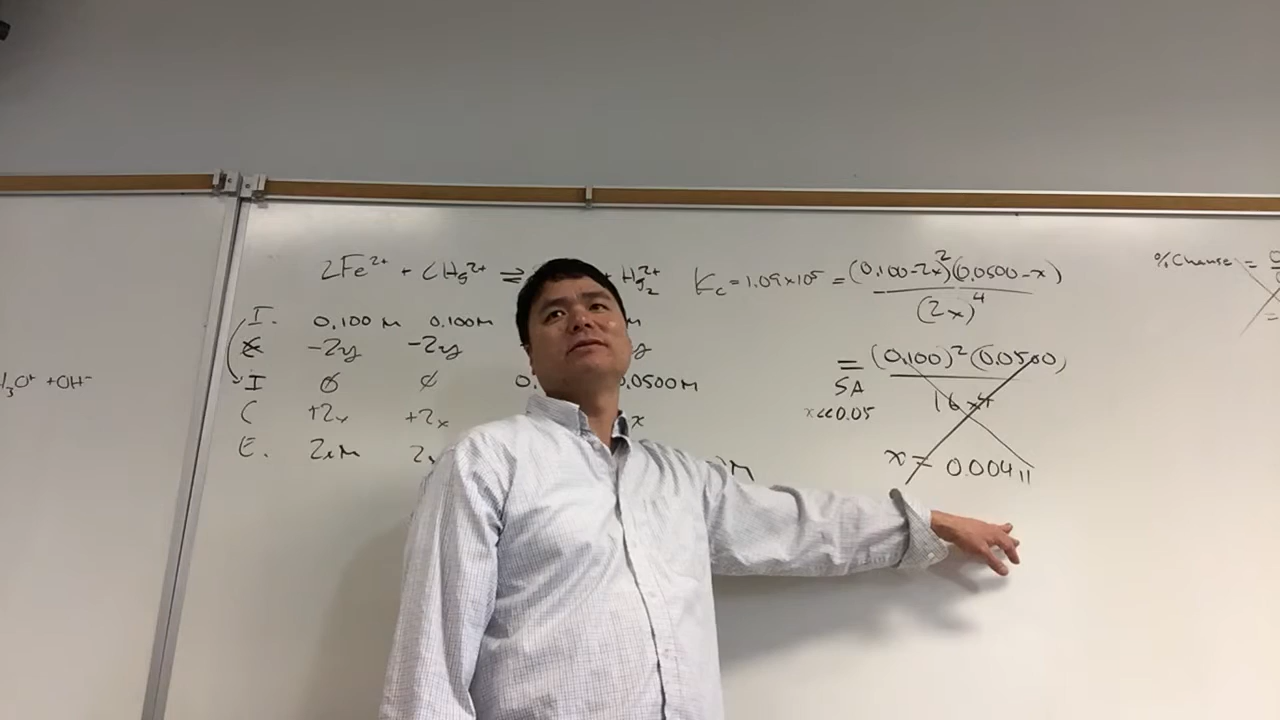 2Fe²⁺ + 2Hg²⁺ ⇌ + Hg₂²⁺
K_c = 1.09×10⁵ = (0.100-2x)²(0.0500-x)
(2x)⁴
% Change =
I. 0.100 M 0.100 M M
C -2y -2y y
I ∅ ∅ 0. .0500 M
C +2x +2x x
E. 2x M 2x M
= (0.100)²(0.0500)
SA 16x⁴
x<<0.05
x = 0.00411
H₃O⁺ + OH⁻